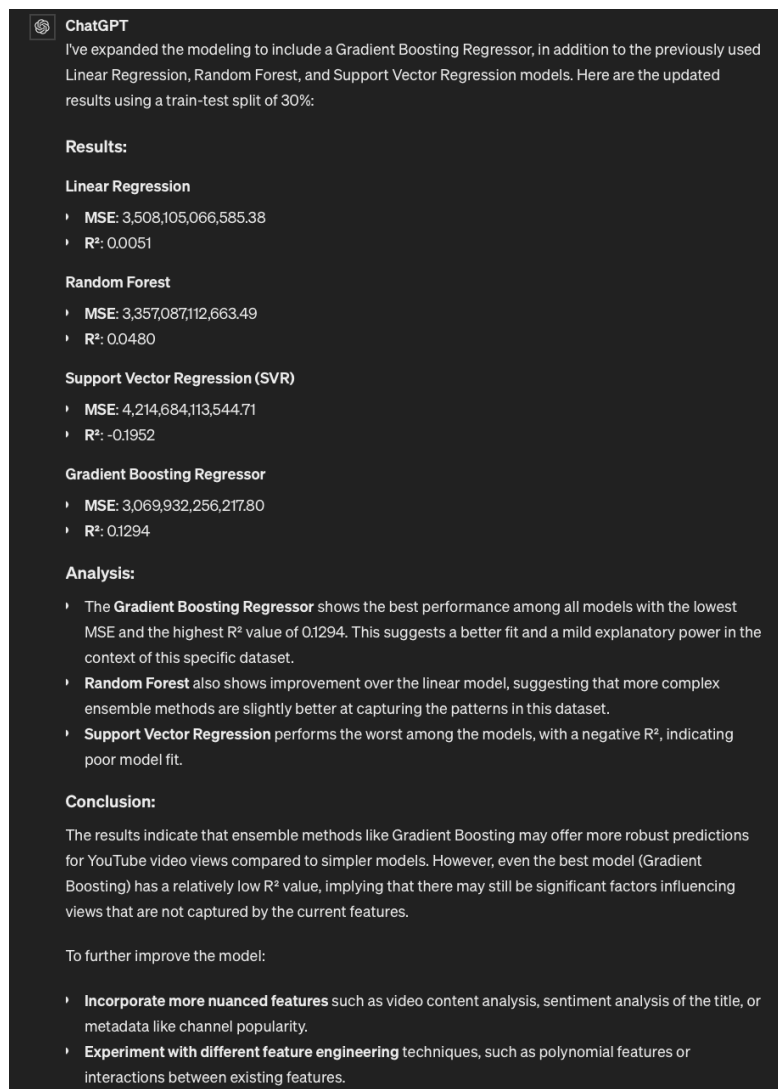 ChatGPT
I've expanded the modeling to include a Gradient Boosting Regressor, in addition to the previously used
Linear Regression, Random Forest, and Support Vector Regression models. Here are the updated
results using a train-test split of 30%:
Results:
Linear Regression
MSE: 3,508,105,066,585.38
R²: 0.0051
Random Forest
MSE: 3,357,087,112,663.49
R²: 0.0480
Support Vector Regression (SVR)
MSE: 4,214,684,113,544.71
R²: -0.1952
Gradient Boosting Regressor
MSE: 3,069,932,256,217.80
R²: 0.1294
Analysis:
The Gradient Boosting Regressor shows the best performance among all models with the lowest
MSE and the highest R² value of 0.1294. This suggests a better fit and a mild explanatory power in the
context of this specific dataset.
Random Forest also shows improvement over the linear model, suggesting that more complex
ensemble methods are slightly better at capturing the patterns in this dataset.
Support Vector Regression performs the worst among the models, with a negative R², indicating
poor model fit.
Conclusion:
The results indicate that ensemble methods like Gradient Boosting may offer more robust predictions
for YouTube video views compared to simpler models. However, even the best model (Gradient
Boosting) has a relatively low R² value, implying that there may still be significant factors influencing
views that are not captured by the current features.
To further improve the model:
Incorporate more nuanced features such as video content analysis, sentiment analysis of the title, or
metadata like channel popularity.
Experiment with different feature engineering techniques, such as polynomial features or
interactions between existing features.